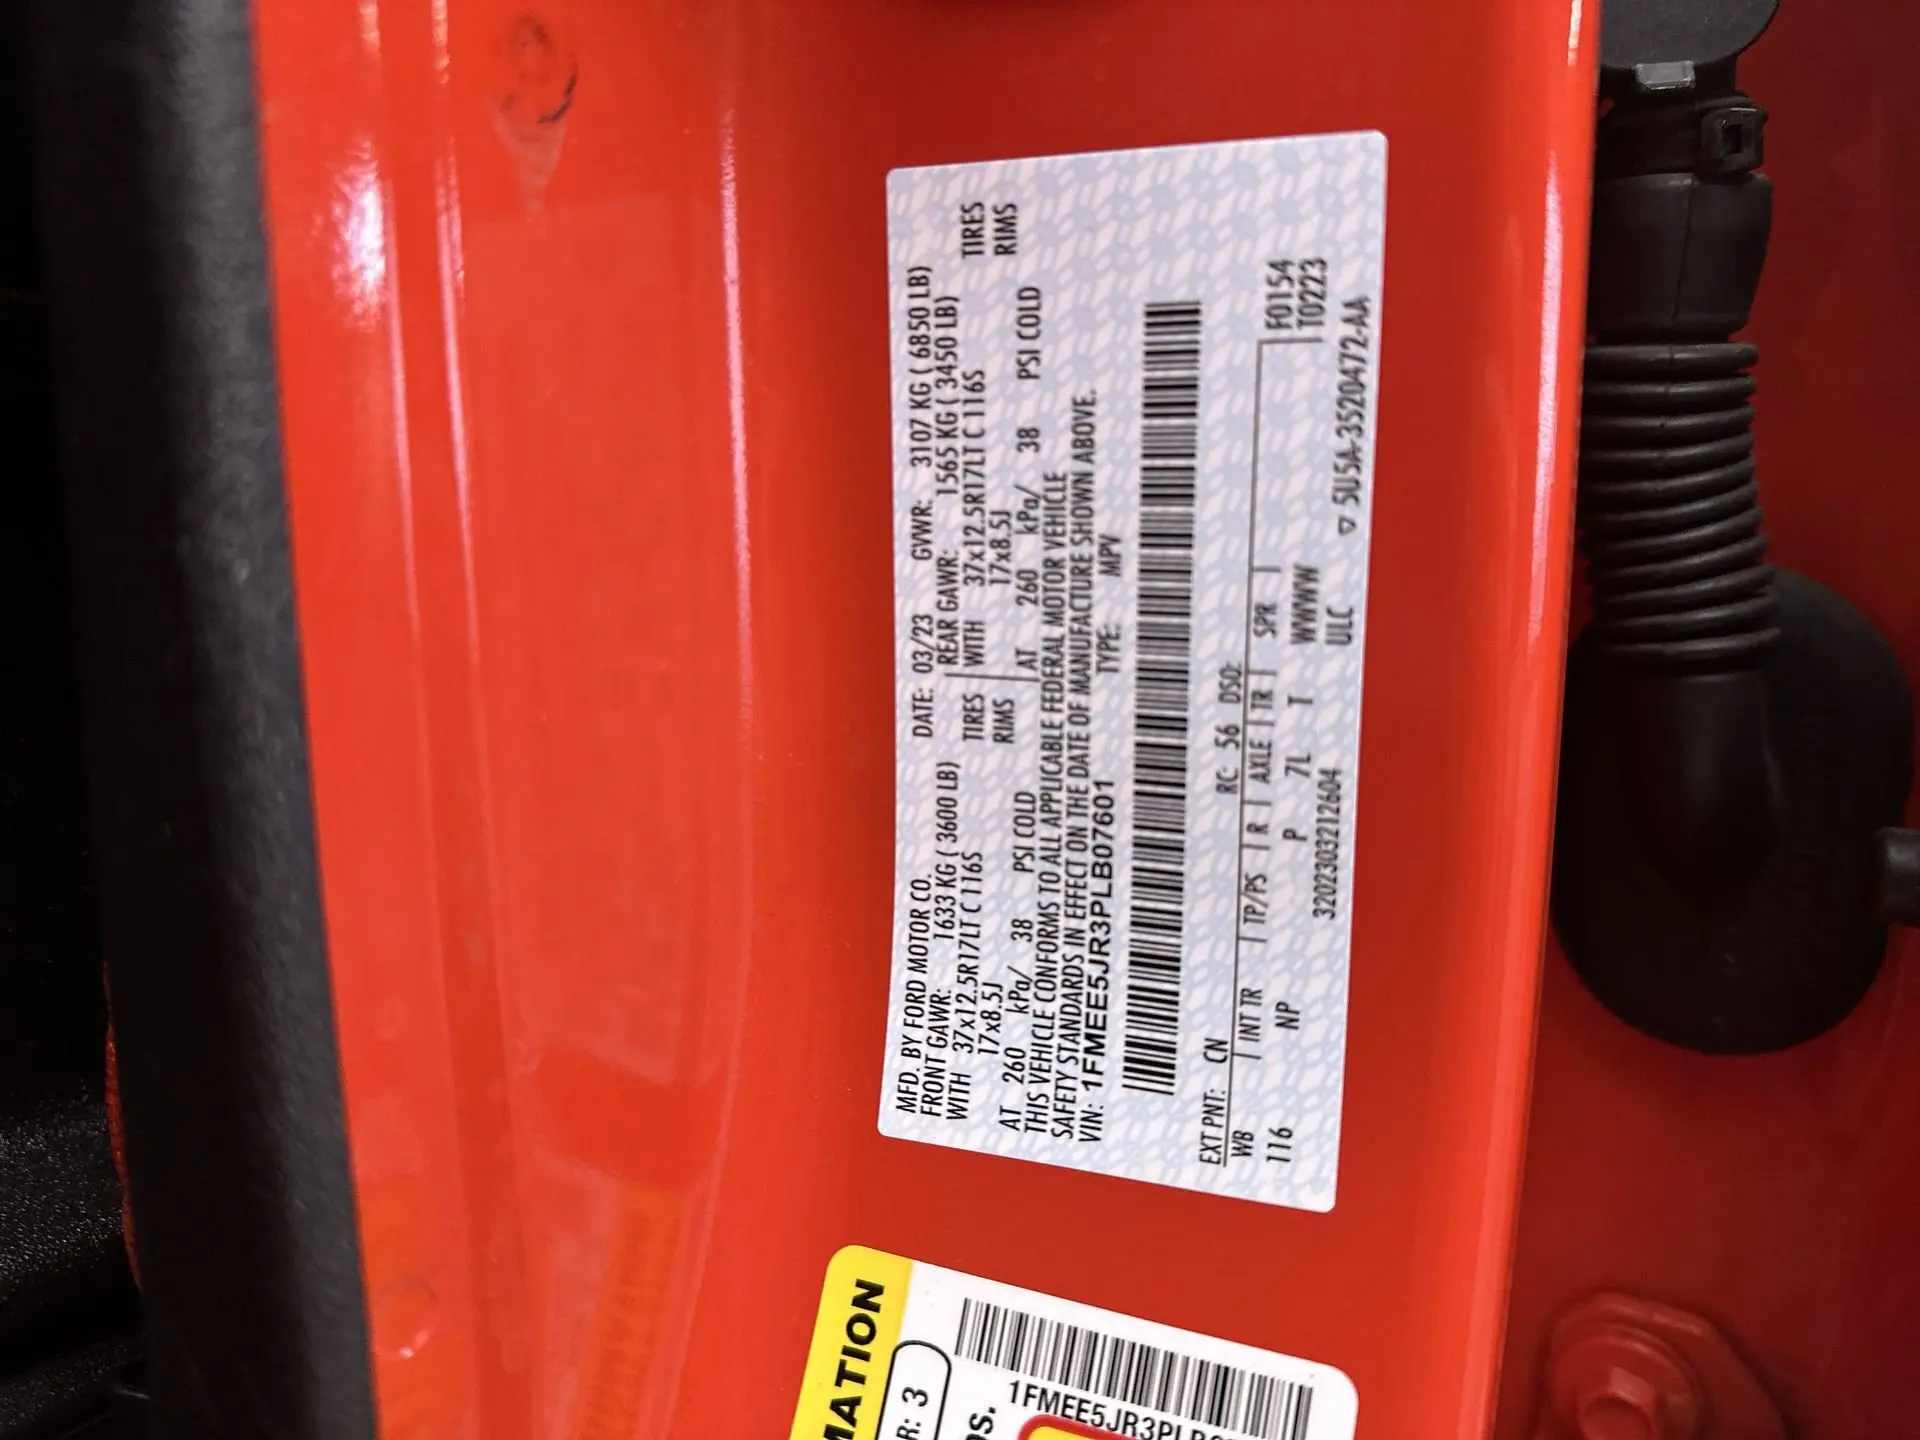 MFD. BY FORD MOTOR CO. DATE: 03/23 GVWR: 3107 KG ( 6850 LB)
FRONT GAWR: 1633 KG ( 3600 LB) REAR GAWR: 1565 KG ( 3450 LB)
WITH 37x12.5R17LT C 116S TIRES WITH 37x12.5R17LT C 116S TIRES
17x8.5J RIMS 17x8.5J RIMS
AT 260 kPa/ 38 PSI COLD AT 260 kPa/ 38 PSI COLD
THIS VEHICLE CONFORMS TO ALL APPLICABLE FEDERAL MOTOR VEHICLE
SAFETY STANDARDS IN EFFECT ON THE DATE OF MANUFACTURE SHOWN ABOVE.
VIN: 1FMEE5JR3PLB07601 TYPE: MPV
EXT PNT: CN RC: 56 DSO:
WB | INT TR | TP/PS | R | AXLE | TR | SPR | F0154
116 NP P 7L T WWWW T0223
3202303212604 ULC ▽ 5U5A-3520472-AA
MATION
R: 3
os.
1FMEE5JR3PLB